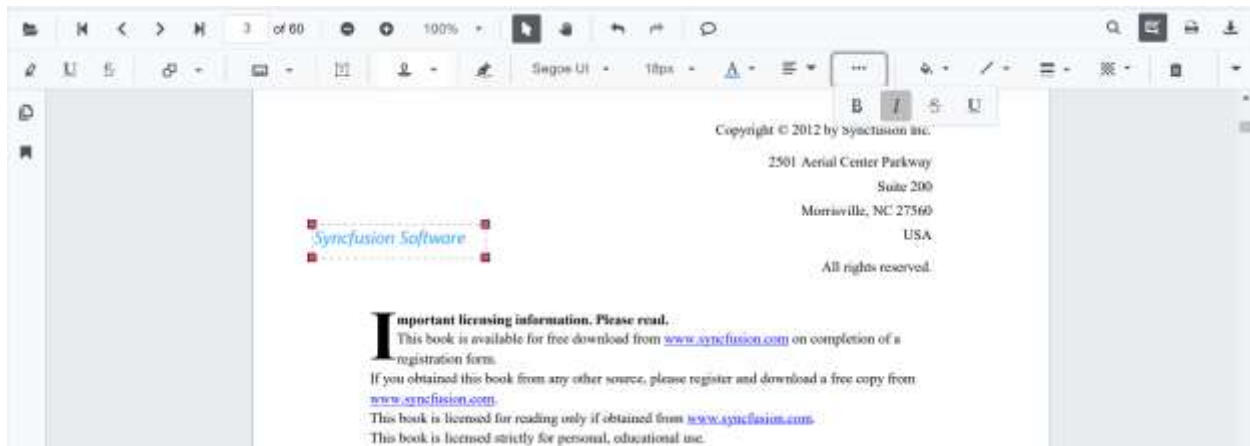 3 of 60 100%
U S Segoe UI 18px A
B I S U
Copyright © 2012 by Syncfusion Inc.
2501 Aerial Center Parkway
Suite 200
Morrisville, NC 27560
USA
Syncfusion Software
All rights reserved.
Important licensing information. Please read.
This book is available for free download from www.syncfusion.com on completion of a
registration form.
If you obtained this book from any other source, please register and download a free copy from
www.syncfusion.com.
This book is licensed for reading only if obtained from www.syncfusion.com.
This book is licensed strictly for personal, educational use.